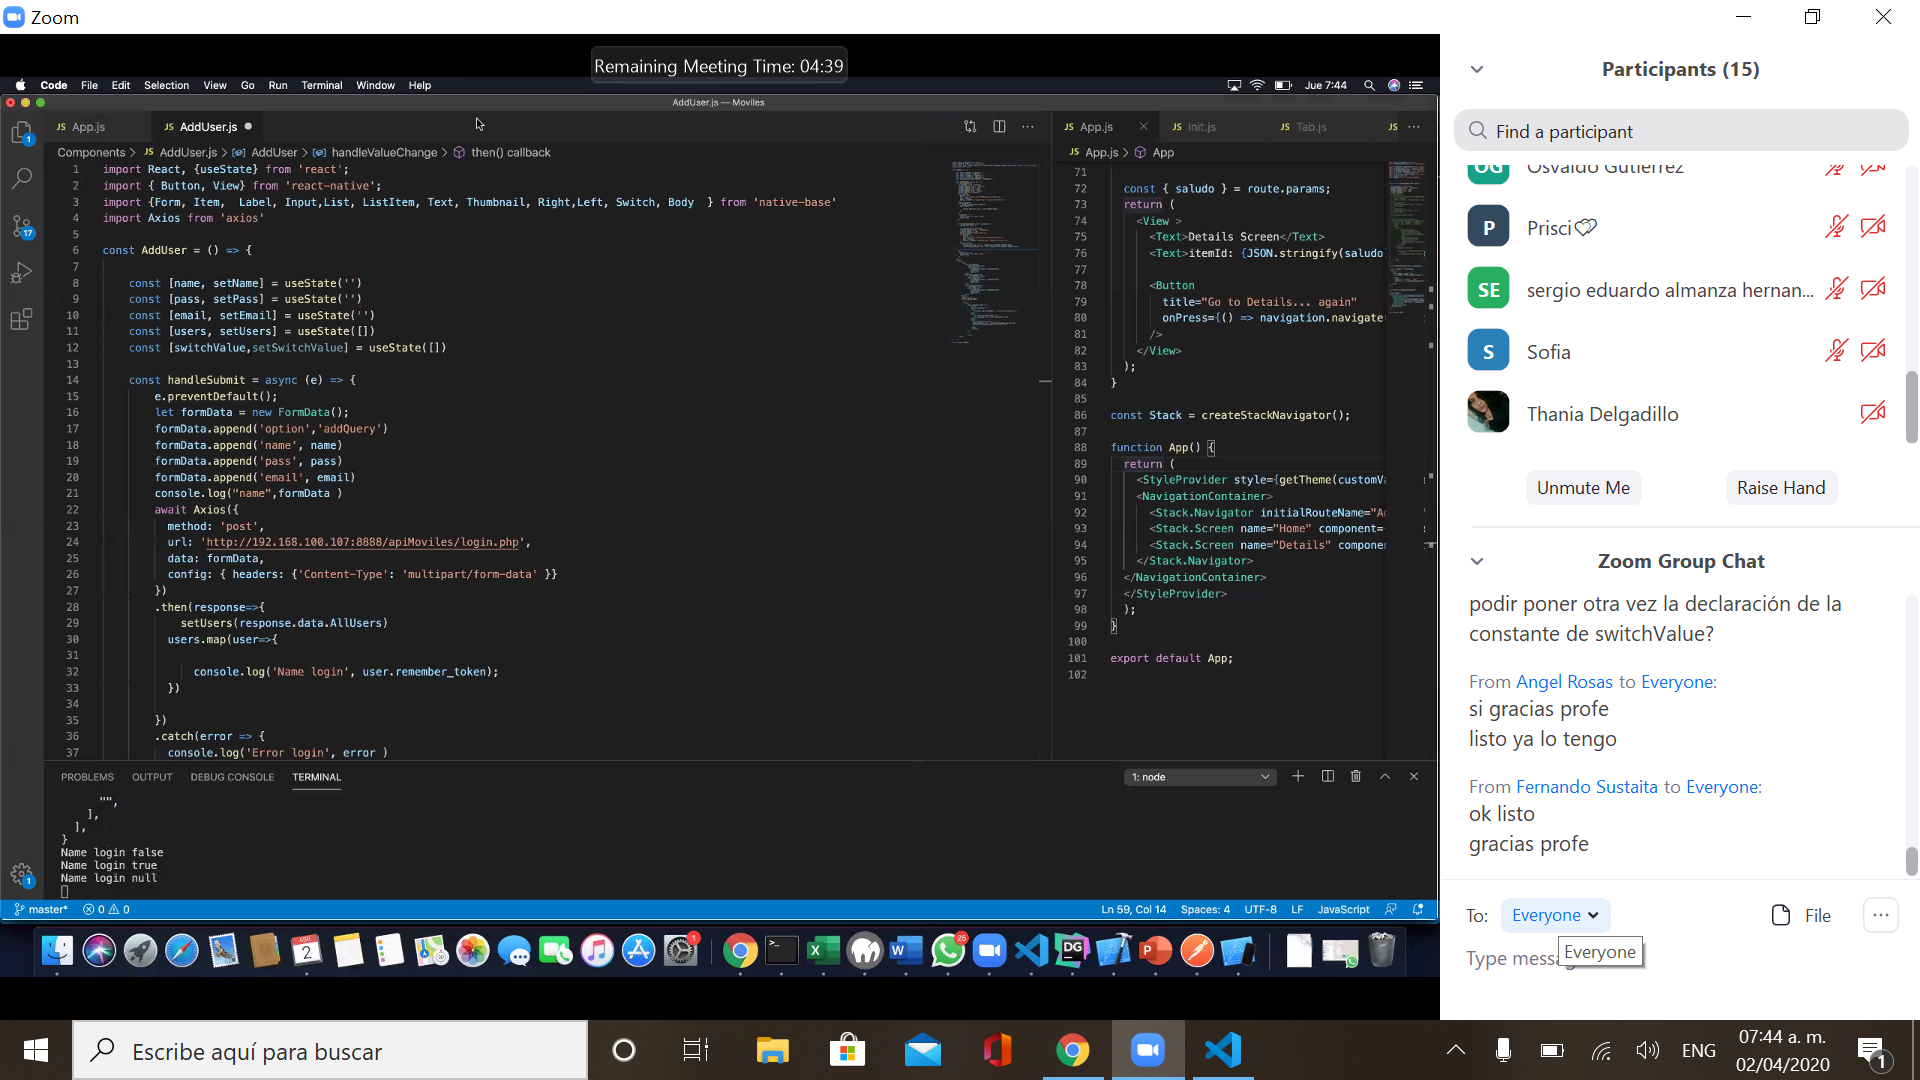 Zoom
Remaining Meeting Time: 04:39
Code File Edit Selection View Go Run Terminal Window Help
Jue 7:44
AddUser.js — Moviles
JS App.js
JS AddUser.js
Components > JS AddUser.js > AddUser > handleValueChange > then() callback
1 import React, {useState} from 'react';
2 import { Button, View} from 'react-native';
3 import {Form, Item,  Label, Input,List, ListItem, Text, Thumbnail, Right,Left, Switch, Body  } from 'native-base'
4 import Axios from 'axios'
5
6 const AddUser = () => {
7
8 const [name, setName] = useState('')
9 const [pass, setPass] = useState('')
10 const [email, setEmail] = useState('')
11 const [users, setUsers] = useState([])
12 const [switchValue,setSwitchValue] = useState([])
13
14 const handleSubmit = async (e) => {
15 e.preventDefault();
16 let formData = new FormData();
17 formData.append('option','addQuery')
18 formData.append('name', name)
19 formData.append('pass', pass)
20 formData.append('email', email)
21 console.log("name",formData )
22 await Axios({
23 method: 'post',
24 url: 'http://192.168.100.107:8888/apiMoviles/login.php',
25 data: formData,
26 config: { headers: {'Content-Type': 'multipart/form-data' }}
27 })
28 .then(response=>{
29 setUsers(response.data.AllUsers)
30 users.map(user=>{
31
32 console.log('Name login', user.remember_token);
33 })
34
35 })
36 .catch(error => {
37 console.log('Error login', error )
JS App.js
JS Init.js
JS Tab.js
JS
JS App.js > App
71
72 const { saludo } = route.params;
73 return (
74 <View >
75 <Text>Details Screen</Text>
76 <Text>itemId: {JSON.stringify(saludo)
77
78 <Button
79 title="Go to Details... again"
80 onPress={() => navigation.navigate
81 />
82 </View>
83 );
84 }
85
86 const Stack = createStackNavigator();
87
88 function App() {
89 return (
90 <StyleProvider style={getTheme(customVa
91 <NavigationContainer>
92 <Stack.Navigator initialRouteName="A
93 <Stack.Screen name="Home" component=
94 <Stack.Screen name="Details" componen
95 </Stack.Navigator>
96 </NavigationContainer>
97 </StyleProvider>
98 );
99 }
100
101 export default App;
102
PROBLEMS OUTPUT DEBUG CONSOLE TERMINAL
1: node
"",
],
],
}
Name login false
Name login true
Name login null
master* 0 0
Ln 59, Col 14 Spaces: 4 UTF-8 LF JavaScript
Participants (15)
Find a participant
OG Osvaldo Gutierrez
P Prisci
SE sergio eduardo almanza hernan...
S Sofia
Thania Delgadillo
Unmute Me
Raise Hand
Zoom Group Chat
podir poner otra vez la declaración de la
constante de switchValue?
From Angel Rosas to Everyone:
si gracias profe
listo ya lo tengo
From Fernando Sustaita to Everyone:
ok listo
gracias profe
To: Everyone
File
Everyone
Type messag
Escribe aquí para buscar
ENG
07:44 a. m.
02/04/2020
1